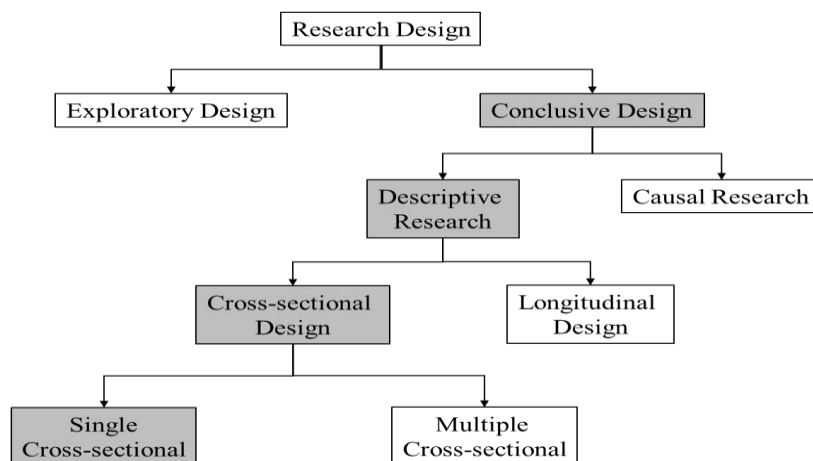 Research Design
Exploratory Design
Conclusive Design
Descriptive
Research
Causal Research
Cross-sectional
Design
Longitudinal
Design
Single
Cross-sectional
Multiple
Cross-sectional